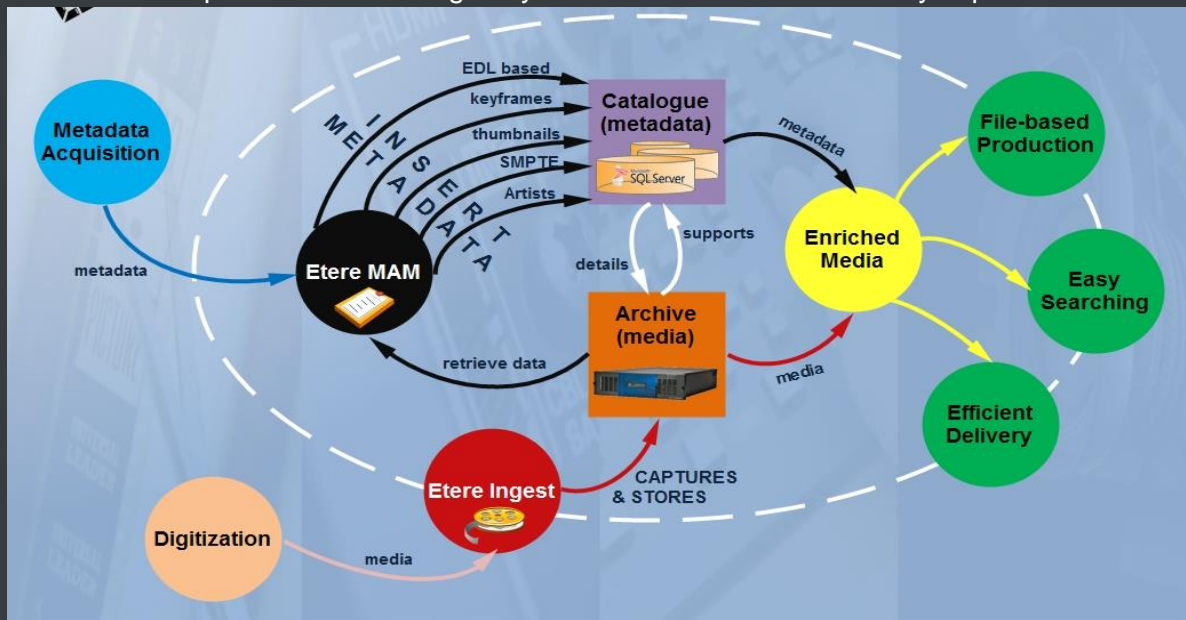 EDL based
keyframes
thumbnails
SMPTE
Artists
INSERT
METADATA
Metadata
Acquisition
metadata
Etere MAM
Catalogue
(metadata)
Microsoft
SQL Server
metadata
supports
details
Archive
(media)
retrieve data
media
Enriched
Media
File-based
Production
Easy
Searching
Efficient
Delivery
Etere Ingest
CAPTURES
& STORES
Digitization
media